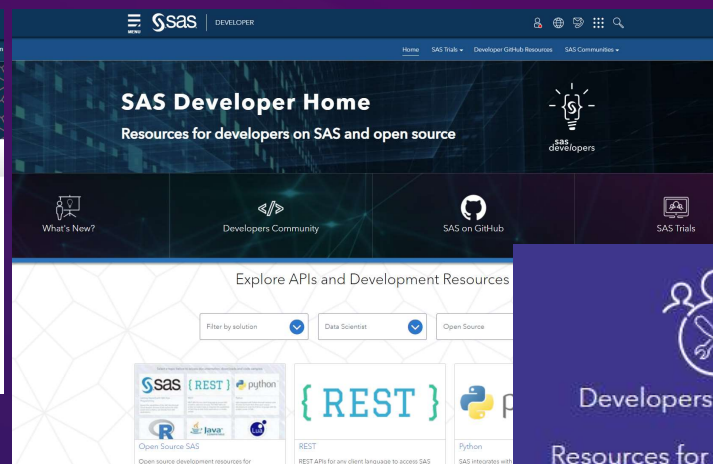 MENU
sas
DEVELOPER
Home SAS Trials Developer GitHub Resources SAS Communities
SAS Developer Home
Resources for developers on SAS and open source
{S}
sas
developers
What's New?
</>
Developers Community
SAS on GitHub
SAS Trials
Explore APIs and Development Resources
Filter by solution
Data Scientist
Open Source
sas
{ REST }
python
R
Java
Lua
{ REST }
Open Source SAS
REST
Python
Open source development resources for
REST APIs for any client language to access SAS
SAS integrates with
Developers
Resources for